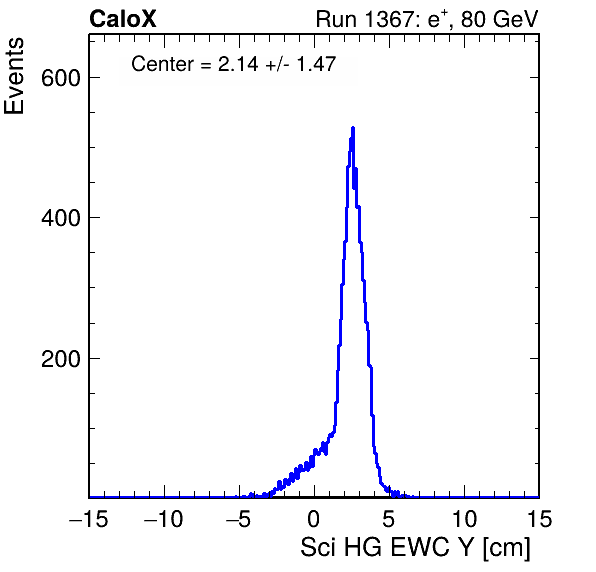 CaloX
Run 1367: e+, 80 GeV
Events
Center = 2.14 +/- 1.47
600
400
200
−15 −10 −5 0 5 10 15
Sci HG EWC Y [cm]